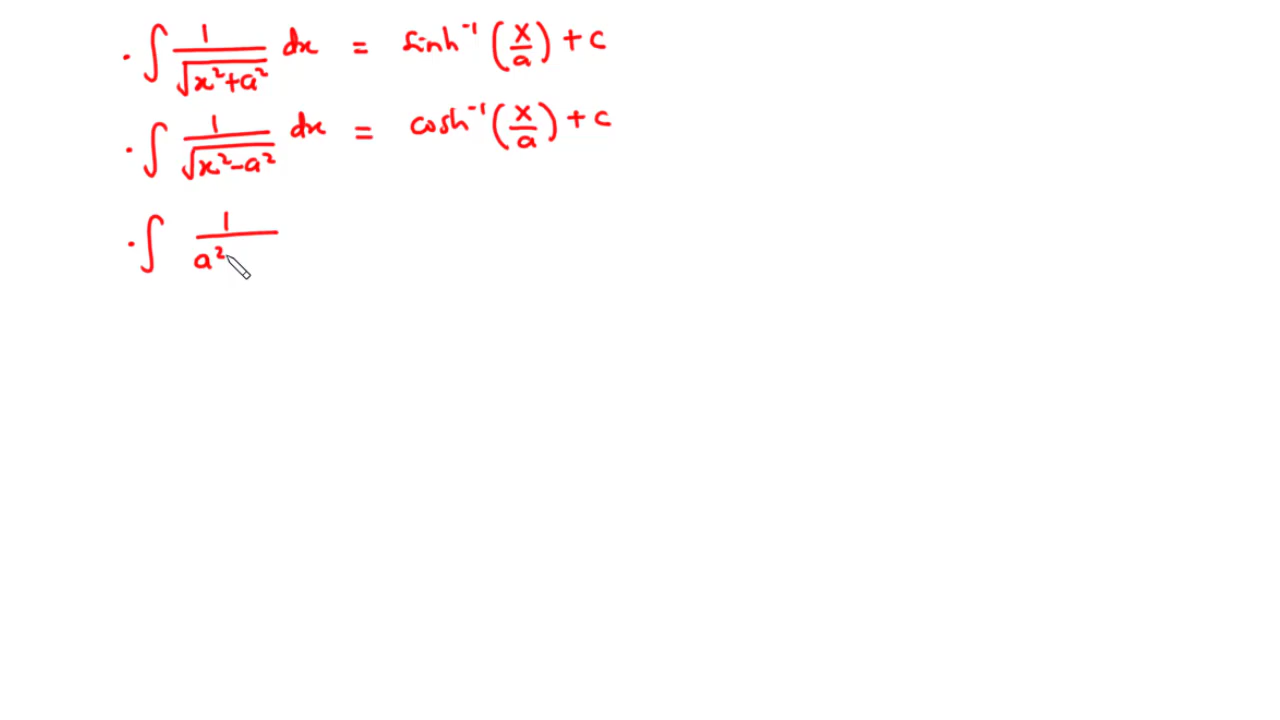 · ∫ 1/√(x²+a²) dx = sinh⁻¹(x/a) + c
· ∫ 1/√(x²-a²) dx = cosh⁻¹(x/a) + c
· ∫ 1/a²